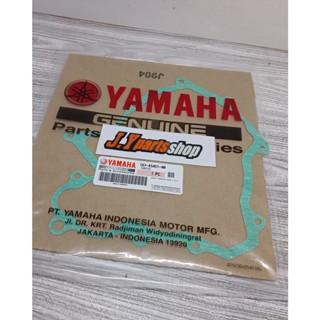 J904
YAMAHA
GENUINE
Parts
J.Y partsshop
YAMAHA
1 PC
PT. YAMAHA INDONESIA MOTOR MFG.
JL. DR. KRT. Radjiman Widyodiningrat
JAKARTA - INDONESIA 13920